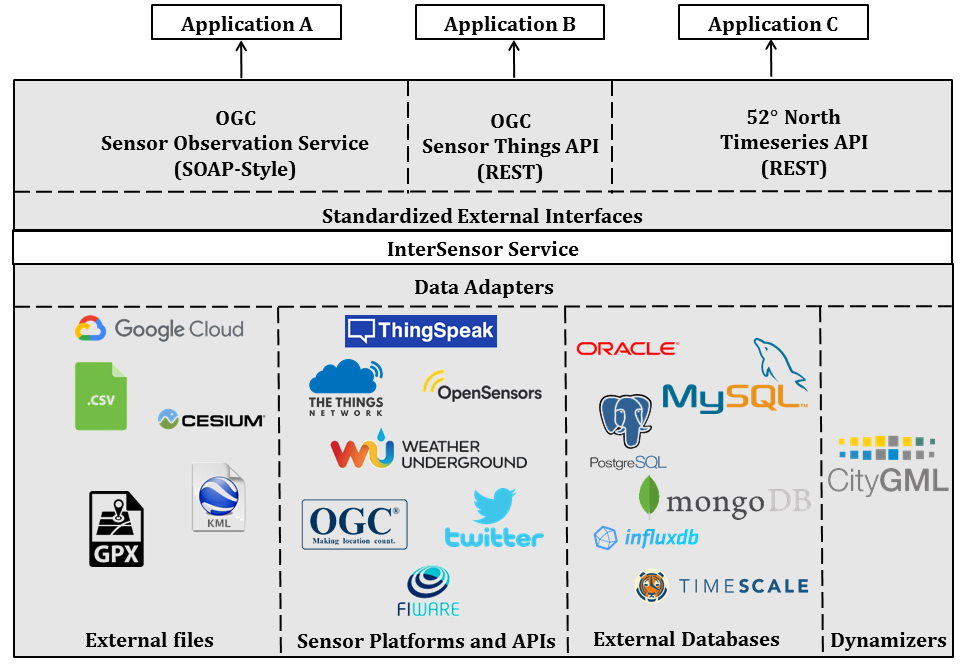 Application A
Application B
Application C
OGC
Sensor Observation Service
(SOAP-Style)
OGC
Sensor Things API
(REST)
52° North
Timeseries API
(REST)
Standardized External Interfaces
InterSensor Service
Data Adapters
Google Cloud
.CSV
CESIUM®
KML
GPX
External files
ThingSpeak
THE THINGS
NETWORK
OpenSensors
WU WEATHER
UNDERGROUND
OGC®
Making location count.
twitter
FIWARE
Sensor Platforms and APIs
ORACLE®
MySQL™
PostgreSQL
mongoDB
influxdb
TIMESCALE
External Databases
CityGML
Dynamizers